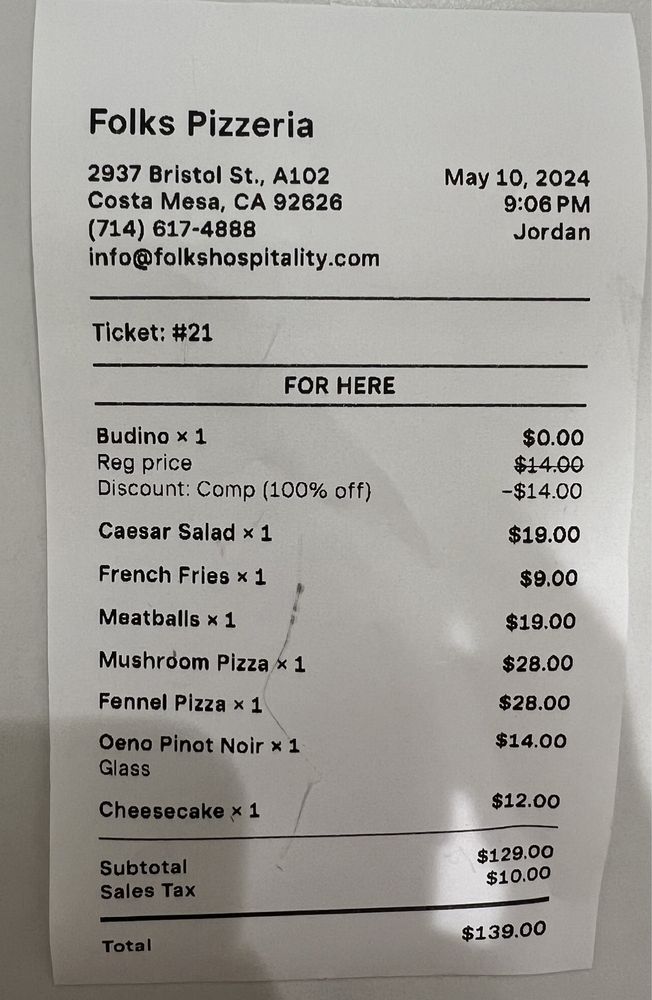 Folks Pizzeria
2937 Bristol St., A102 May 10, 2024
Costa Mesa, CA 92626 9:06 PM
(714) 617-4888 Jordan
info@folkshospitality.com
Ticket: #21
FOR HERE
Budino × 1 $0.00
Reg price $14.00
Discount: Comp (100% off) -$14.00
Caesar Salad × 1 $19.00
French Fries × 1 $9.00
Meatballs × 1 $19.00
Mushroom Pizza × 1 $28.00
Fennel Pizza × 1 $28.00
Oeno Pinot Noir × 1 $14.00
Glass
Cheesecake × 1 $12.00
Subtotal $129.00
Sales Tax $10.00
Total $139.00